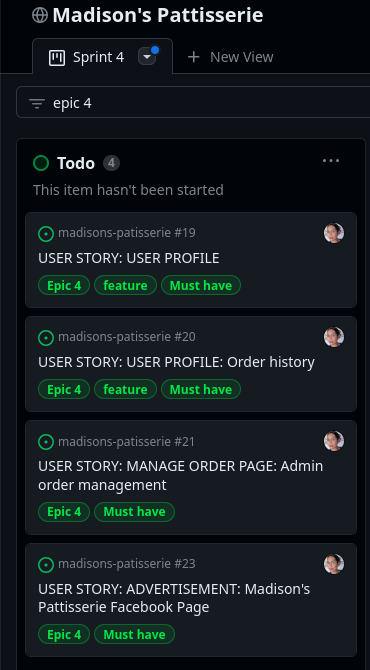 Madison's Pattisserie
Sprint 4
New View
epic 4
Todo 4
This item hasn't been started
madisons-patisserie #19
USER STORY: USER PROFILE
Epic 4 feature Must have
madisons-patisserie #20
USER STORY: USER PROFILE: Order history
Epic 4 feature Must have
madisons-patisserie #21
USER STORY: MANAGE ORDER PAGE: Admin
order management
Epic 4 Must have
madisons-patisserie #23
USER STORY: ADVERTISEMENT: Madison's
Pattisserie Facebook Page
Epic 4 Must have